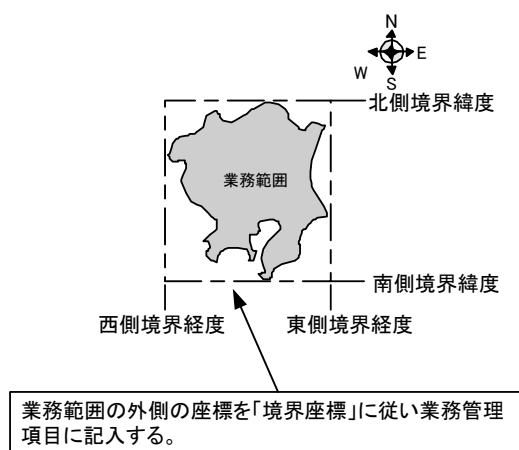 N
W
E
S
北側境界緯度
業務範囲
南側境界緯度
西側境界経度
東側境界経度
業務範囲の外側の座標を「境界座標」に従い業務管理
項目に記入する。